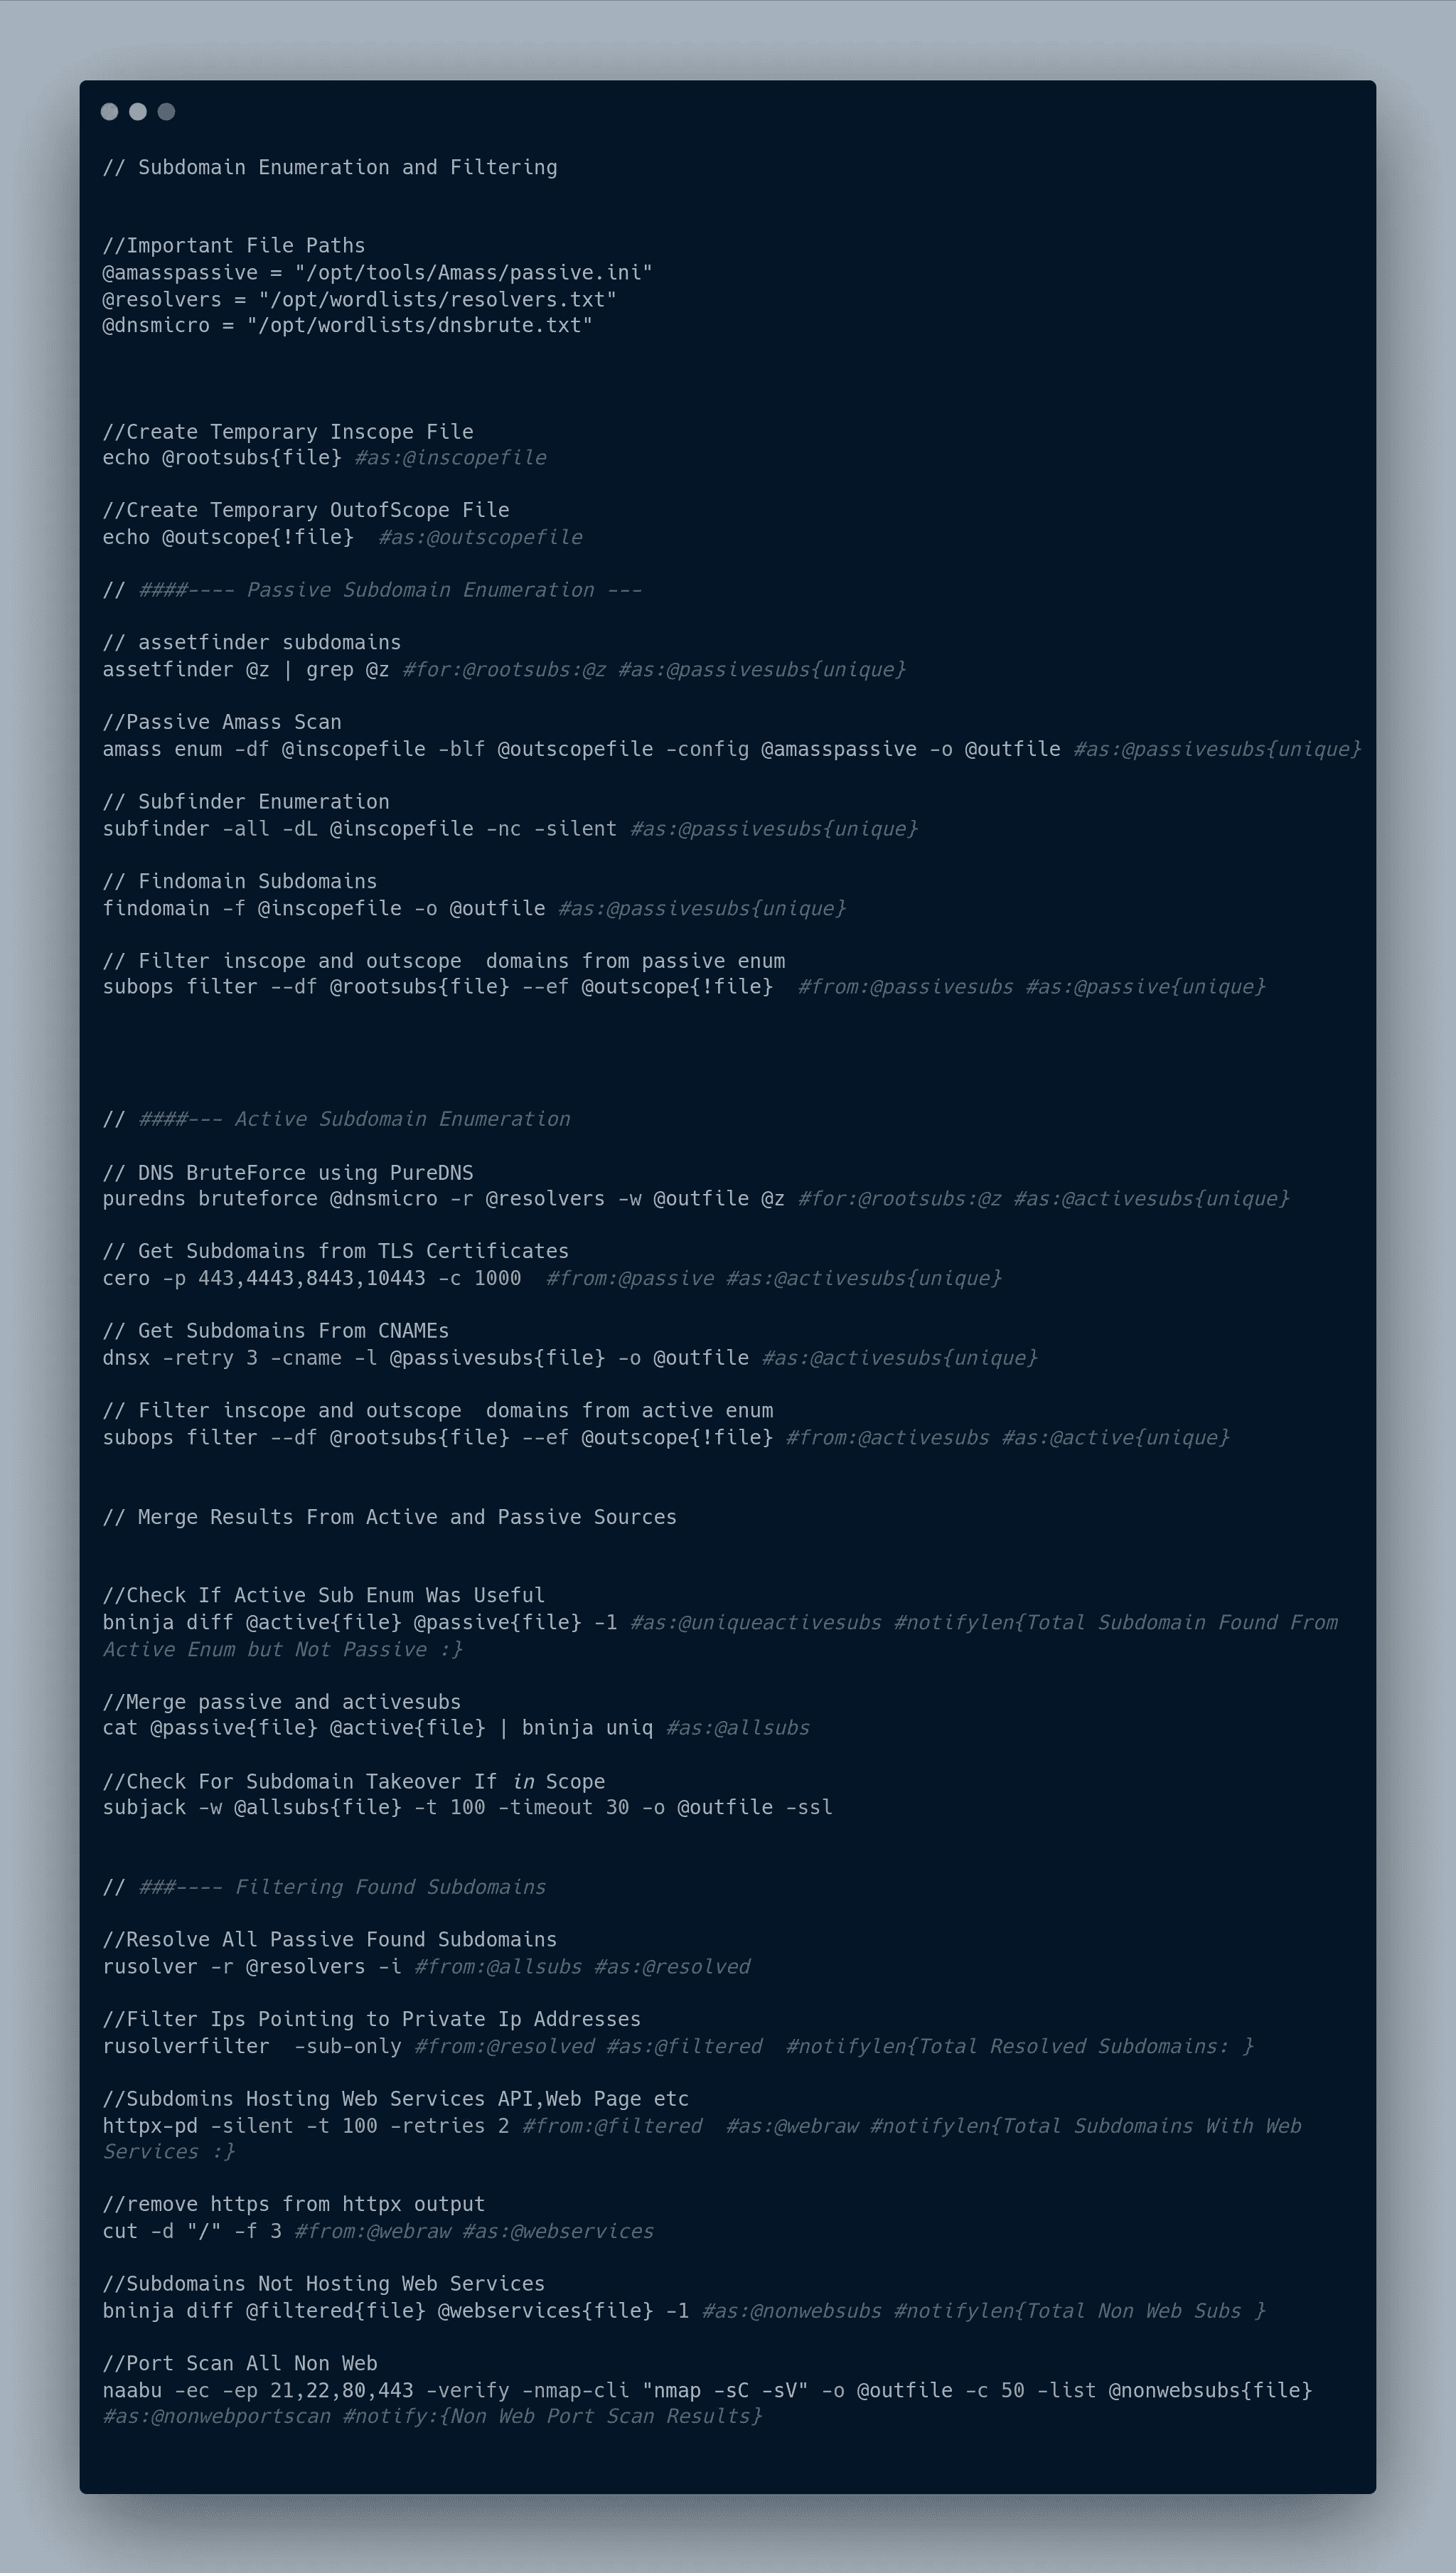 // Subdomain Enumeration and Filtering
//Important File Paths
@amasspassive = "/opt/tools/Amass/passive.ini"
@resolvers = "/opt/wordlists/resolvers.txt"
@dnsmicro = "/opt/wordlists/dnsbrute.txt"
//Create Temporary Inscope File
echo @rootsubs{file} #as:@inscopefile
//Create Temporary OutofScope File
echo @outscope{!file}  #as:@outscopefile
// ####---- Passive Subdomain Enumeration ---
// assetfinder subdomains
assetfinder @z | grep @z #for:@rootsubs:@z #as:@passivesubs{unique}
//Passive Amass Scan
amass enum -df @inscopefile -blf @outscopefile -config @amasspassive -o @outfile #as:@passivesubs{unique}
// Subfinder Enumeration
subfinder -all -dL @inscopefile -nc -silent #as:@passivesubs{unique}
// Findomain Subdomains
findomain -f @inscopefile -o @outfile #as:@passivesubs{unique}
// Filter inscope and outscope  domains from passive enum
subops filter --df @rootsubs{file} --ef @outscope{!file}  #from:@passivesubs #as:@passive{unique}
// ####--- Active Subdomain Enumeration
// DNS BruteForce using PureDNS
puredns bruteforce @dnsmicro -r @resolvers -w @outfile @z #for:@rootsubs:@z #as:@activesubs{unique}
// Get Subdomains from TLS Certificates
cero -p 443,4443,8443,10443 -c 1000  #from:@passive #as:@activesubs{unique}
// Get Subdomains From CNAMEs
dnsx -retry 3 -cname -l @passivesubs{file} -o @outfile #as:@activesubs{unique}
// Filter inscope and outscope  domains from active enum
subops filter --df @rootsubs{file} --ef @outscope{!file} #from:@activesubs #as:@active{unique}
// Merge Results From Active and Passive Sources
//Check If Active Sub Enum Was Useful
bninja diff @active{file} @passive{file} -1 #as:@uniqueactivesubs #notifylen{Total Subdomain Found From
Active Enum but Not Passive :}
//Merge passive and activesubs
cat @passive{file} @active{file} | bninja uniq #as:@allsubs
//Check For Subdomain Takeover If in Scope
subjack -w @allsubs{file} -t 100 -timeout 30 -o @outfile -ssl
// ###---- Filtering Found Subdomains
//Resolve All Passive Found Subdomains
rusolver -r @resolvers -i #from:@allsubs #as:@resolved
//Filter Ips Pointing to Private Ip Addresses
rusolverfilter  -sub-only #from:@resolved #as:@filtered  #notifylen{Total Resolved Subdomains: }
//Subdomins Hosting Web Services API,Web Page etc
httpx-pd -silent -t 100 -retries 2 #from:@filtered  #as:@webraw #notifylen{Total Subdomains With Web
Services :}
//remove https from httpx output
cut -d "/" -f 3 #from:@webraw #as:@webservices
//Subdomains Not Hosting Web Services
bninja diff @filtered{file} @webservices{file} -1 #as:@nonwebsubs #notifylen{Total Non Web Subs }
//Port Scan All Non Web
naabu -ec -ep 21,22,80,443 -verify -nmap-cli "nmap -sC -sV" -o @outfile -c 50 -list @nonwebsubs{file}
#as:@nonwebportscan #notify:{Non Web Port Scan Results}